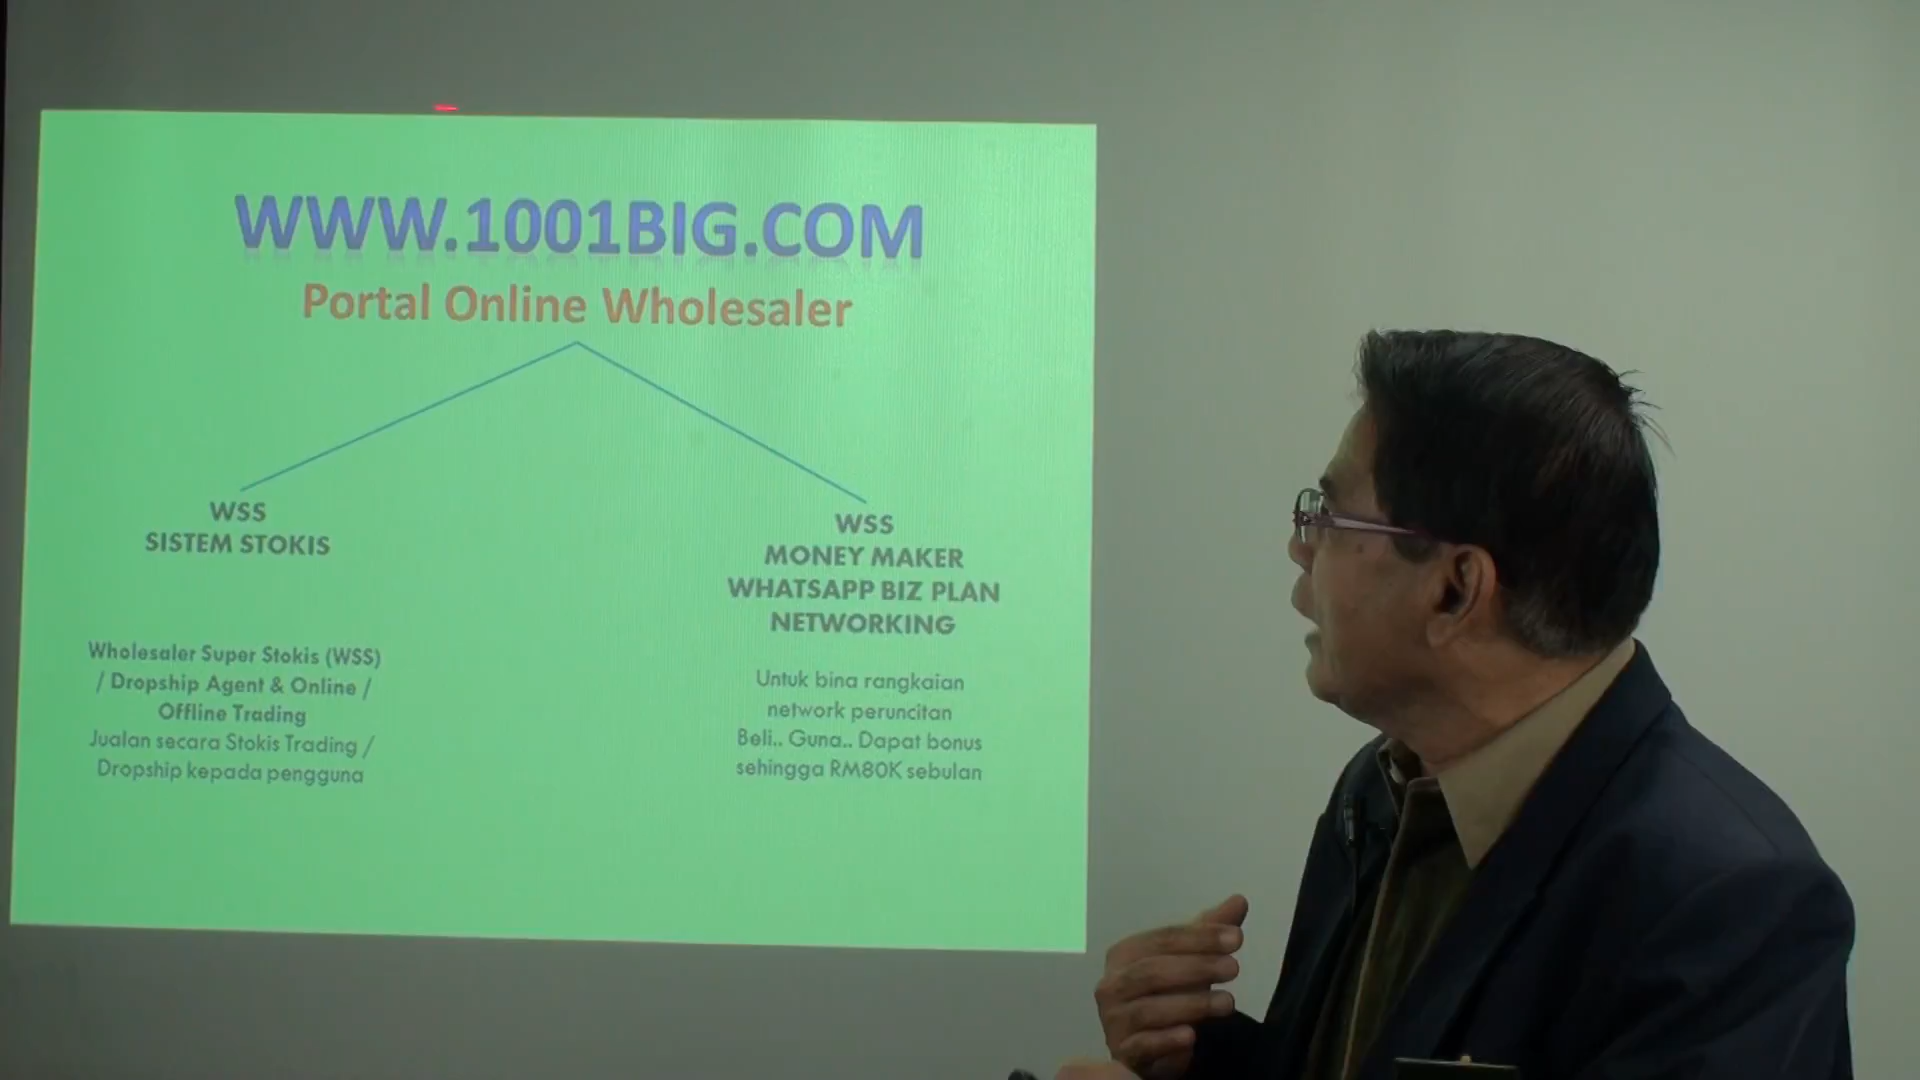 WWW.1001BIG.COM
Portal Online Wholesaler
WSS
SISTEM STOKIS
Wholesaler Super Stokis (WSS)
/ Dropship Agent & Online /
Offline Trading
Jualan secara Stokis Trading /
Dropship kepada pengguna
WSS
MONEY MAKER
WHATSAPP BIZ PLAN
NETWORKING
Untuk bina rangkaian
network peruncitan
Beli.. Guna.. Dapat bonus
sehingga RM80K sebulan